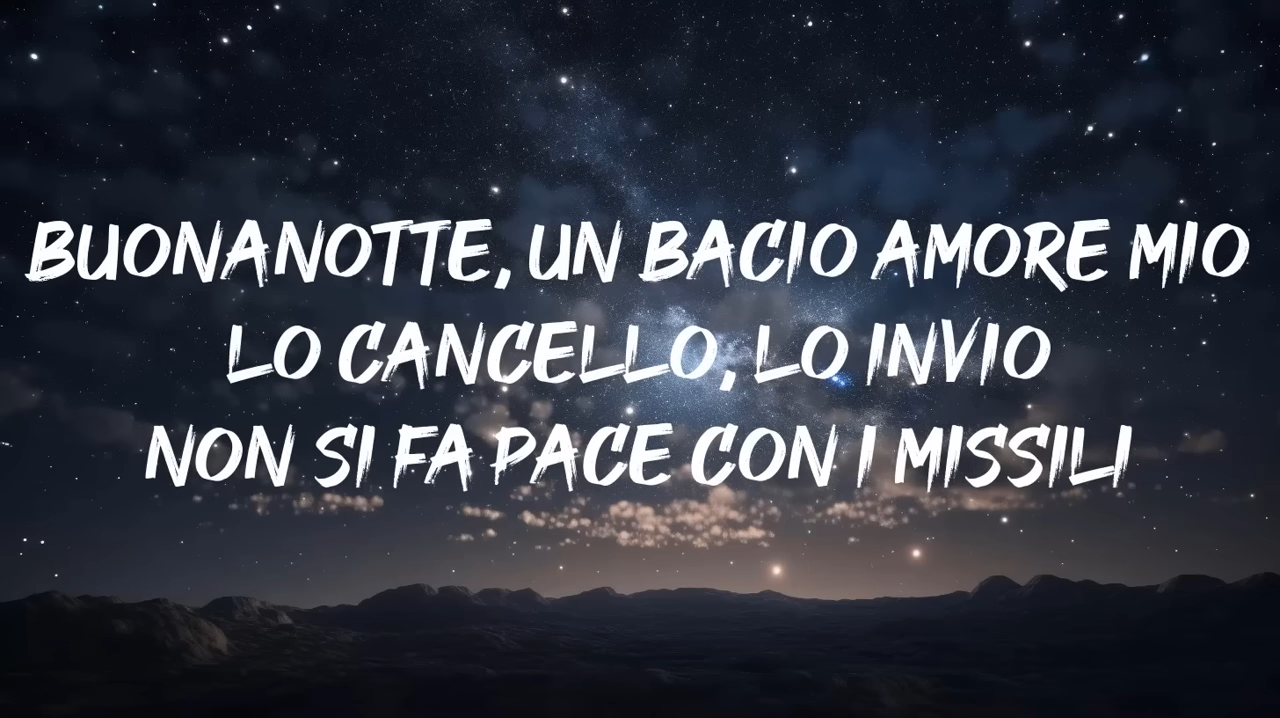 BUONANOTTE, UN BACIO AMORE MIO
LO CANCELLO, LO INVIO
NON SI FA PACE CON I MISSILI